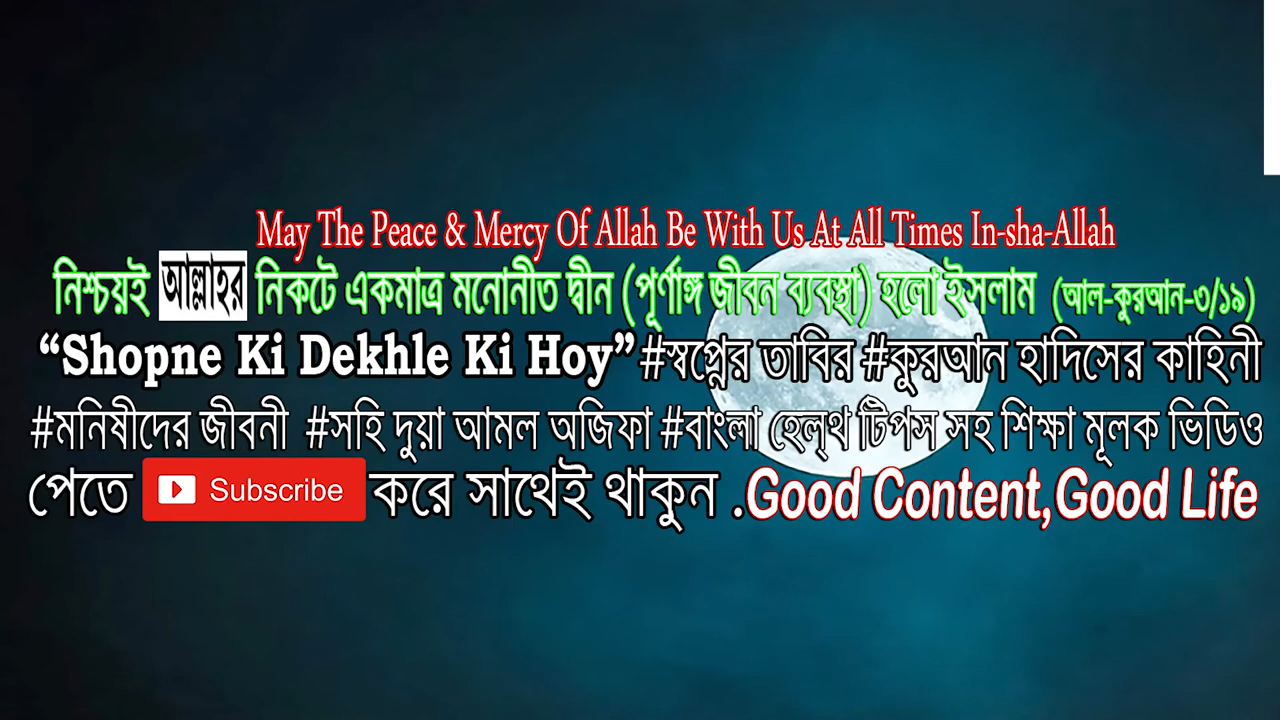 May The Peace & Mercy Of Allah Be With Us At All Times In-sha-Allah
নিশ্চয়ই আল্লাহর নিকটে একমাত্র মনোনীত দ্বীন (পূর্ণাঙ্গ জীবন ব্যবস্থা) হলো ইসলাম (আল-কুরআন-৩/১৯)
“Shopne Ki Dekhle Ki Hoy” #স্বপ্নের তাবির #কুরআন হাদিসের কাহিনী
#মনিষীদের জীবনী #সহি দুয়া আমল অজিফা #বাংলা হেল্থ টিপস সহ শিক্ষা মূলক ভিডিও
পেতে Subscribe করে সাথেই থাকুন .Good Content,Good Life